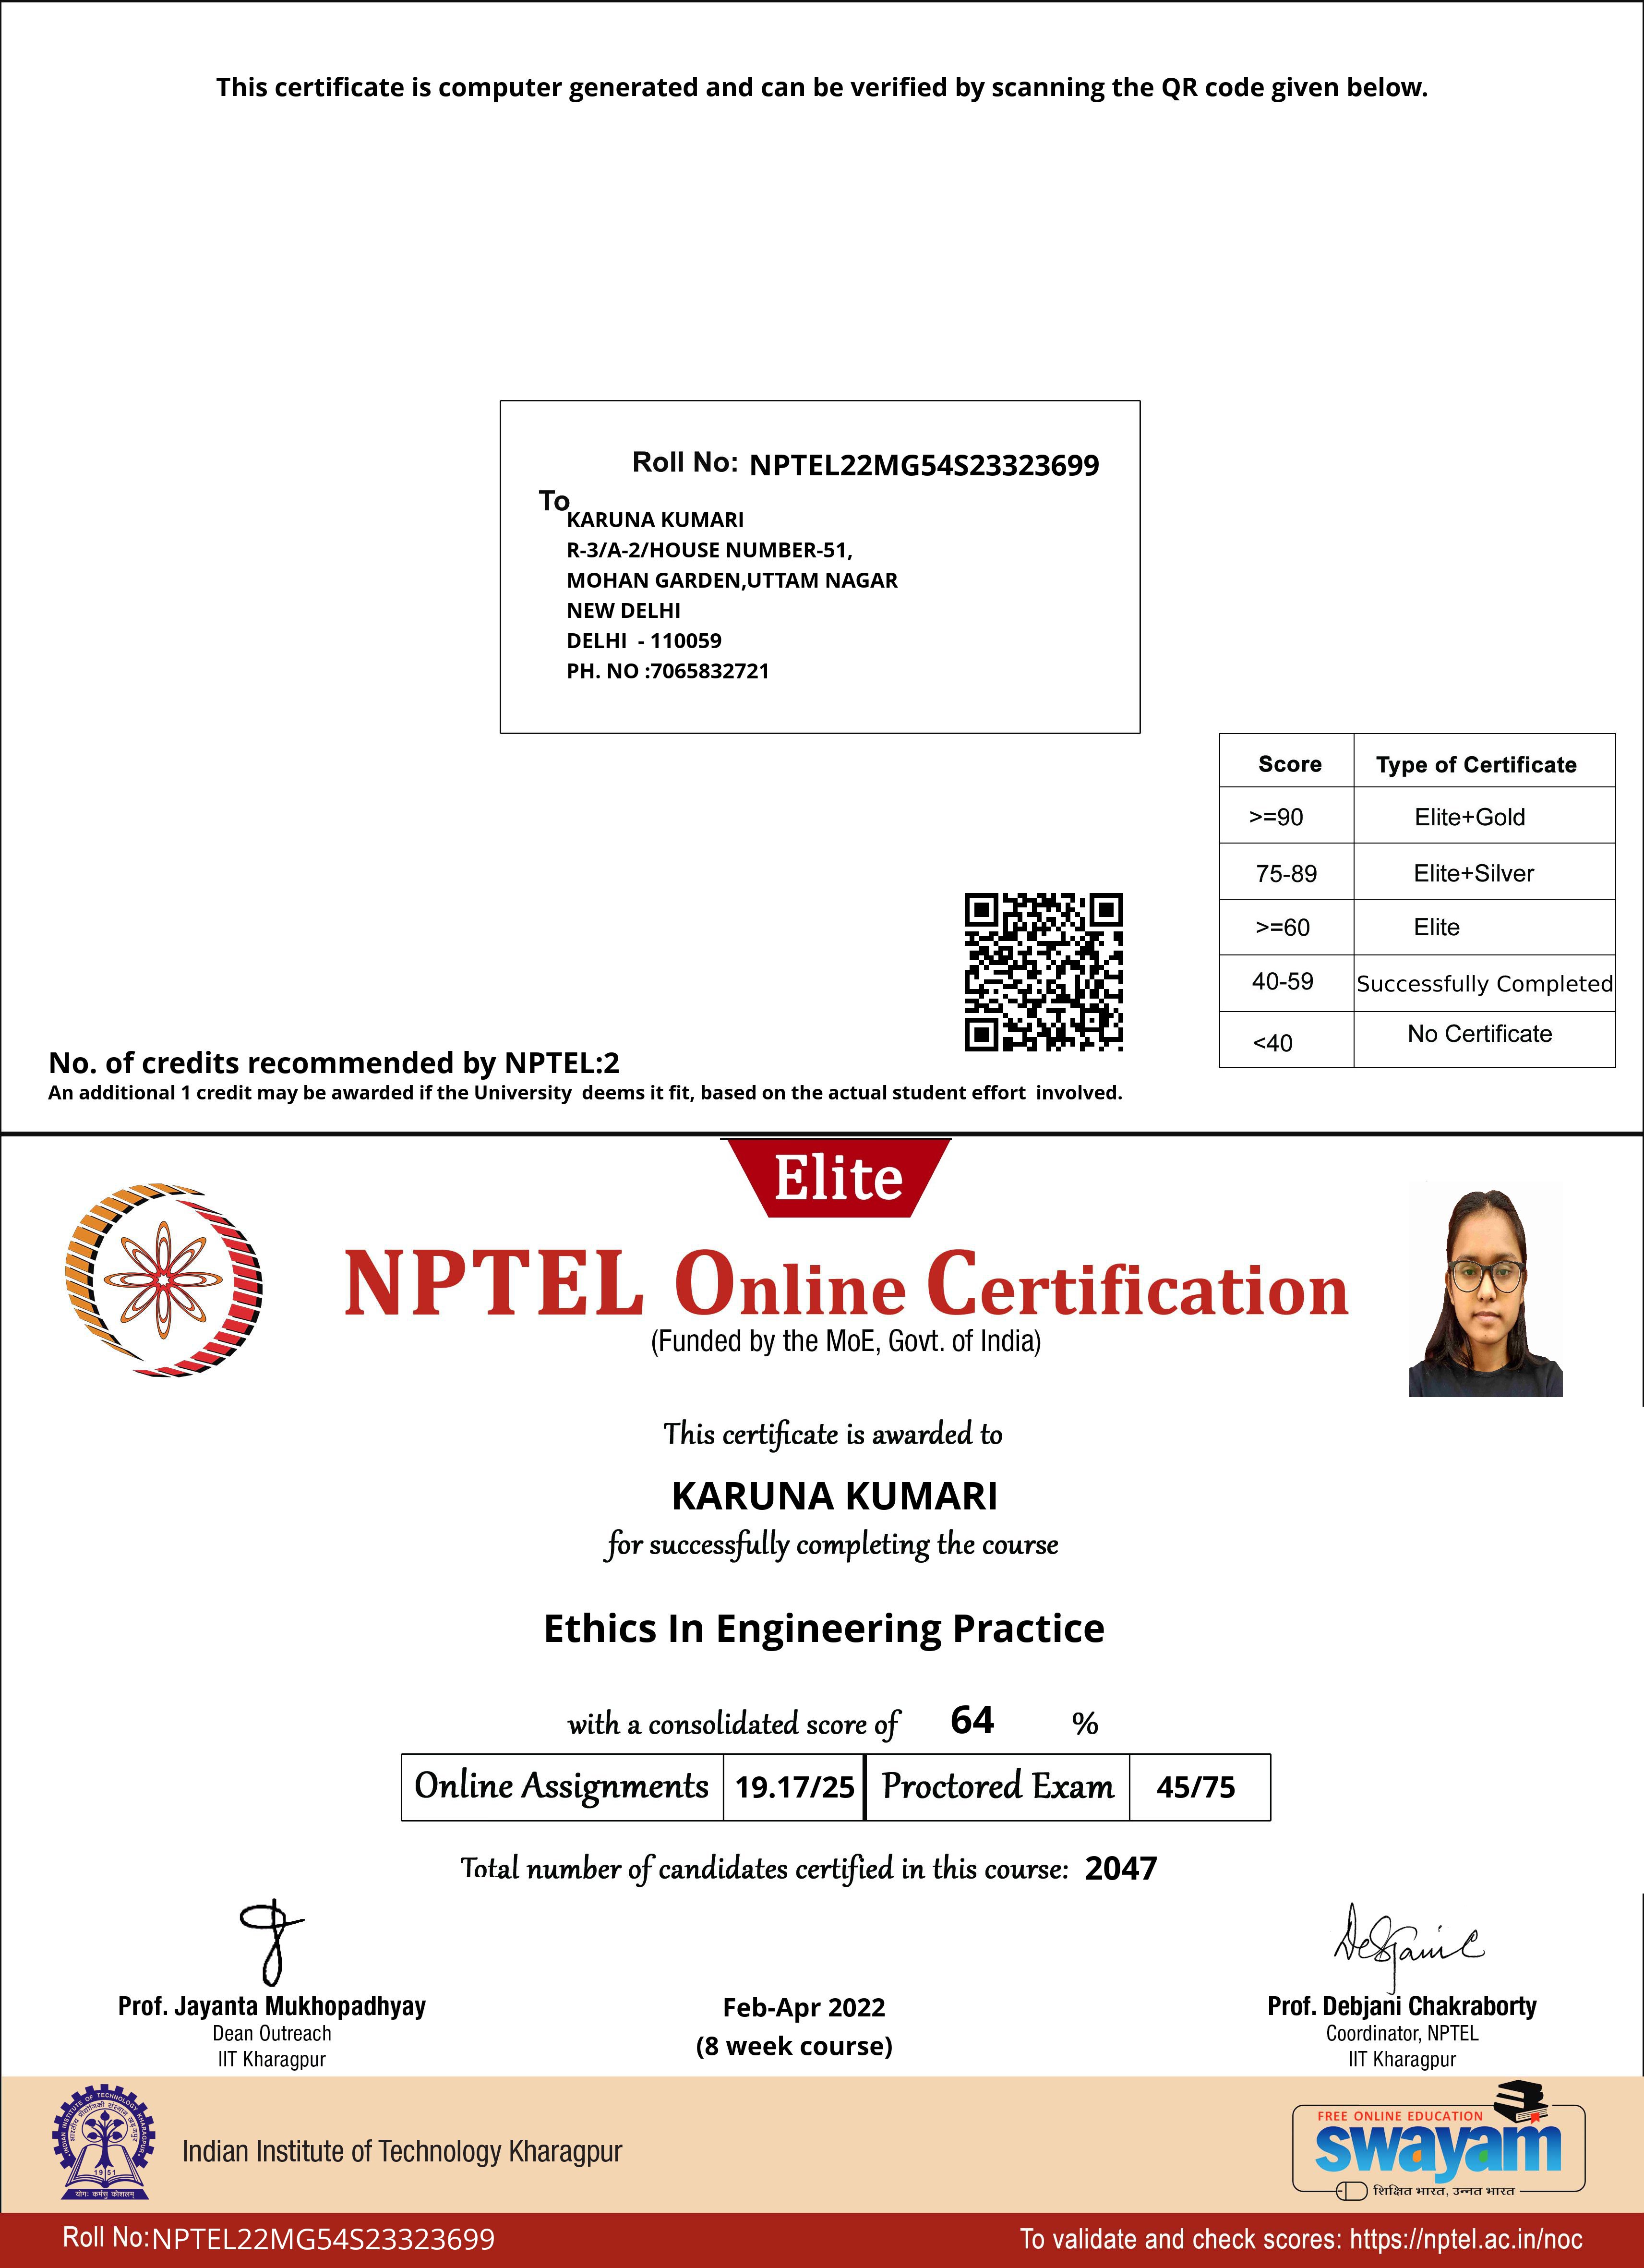 This certificate is computer generated and can be verified by scanning the QR code given below.
Roll No: NPTEL22MG54S23323699
To
KARUNA KUMARI
R-3/A-2/HOUSE NUMBER-51,
MOHAN GARDEN,UTTAM NAGAR
NEW DELHI
DELHI - 110059
PH. NO :7065832721
Score Type of Certificate
>=90 Elite+Gold
75-89 Elite+Silver
>=60 Elite
40-59 Successfully Completed
<40 No Certificate
No. of credits recommended by NPTEL:2
An additional 1 credit may be awarded if the University deems it fit, based on the actual student effort involved.
Elite
NPTEL Online Certification
(Funded by the MoE, Govt. of India)
This certificate is awarded to
KARUNA KUMARI
for successfully completing the course
Ethics In Engineering Practice
with a consolidated score of 64 %
Online Assignments 19.17/25 Proctored Exam 45/75
Total number of candidates certified in this course: 2047
Prof. Jayanta Mukhopadhyay
Dean Outreach
IIT Kharagpur
Feb-Apr 2022
(8 week course)
Prof. Debjani Chakraborty
Coordinator, NPTEL
IIT Kharagpur
INDIAN INSTITUTE OF TECHNOLOGY KHARAGPUR
1951
योगः कर्मसु कौशलम्
Indian Institute of Technology Kharagpur
FREE ONLINE EDUCATION
swayam
शिक्षित भारत, उन्नत भारत
Roll No:NPTEL22MG54S23323699
To validate and check scores: https://nptel.ac.in/noc